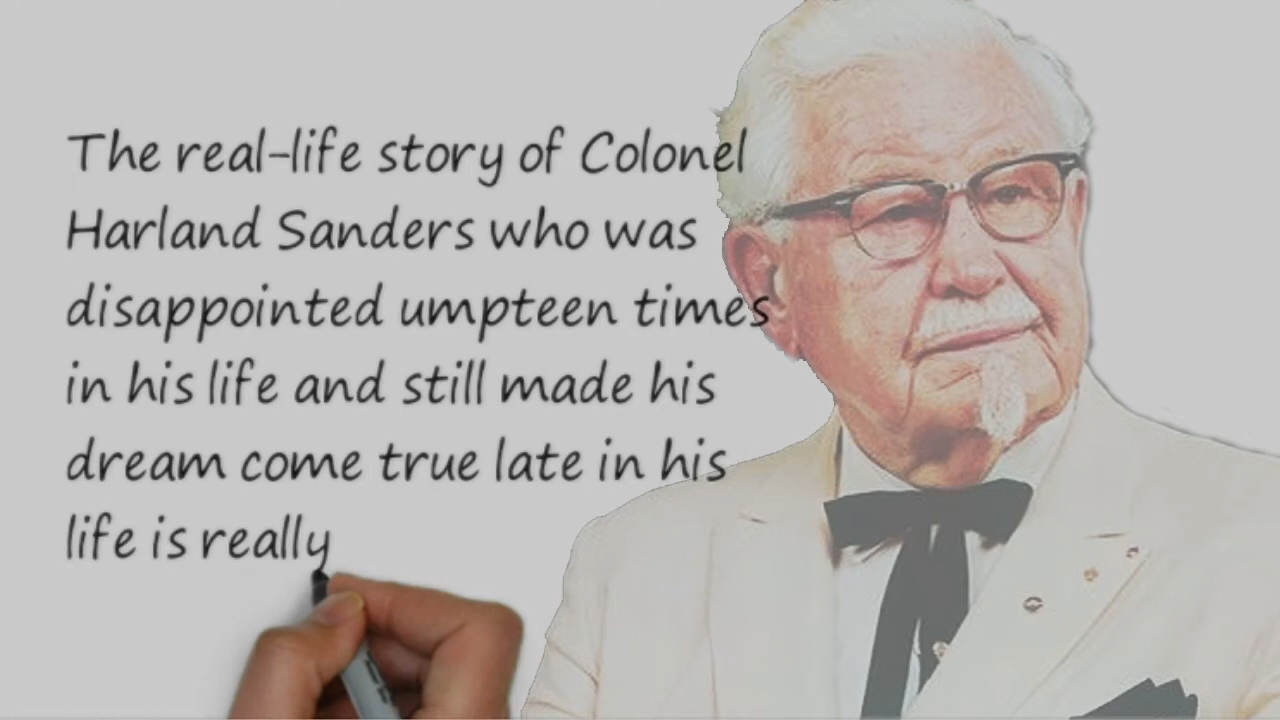 The real-life story of Colonel
Harland Sanders who was
disappointed umpteen times
in his life and still made his
dream come true late in his
life is really